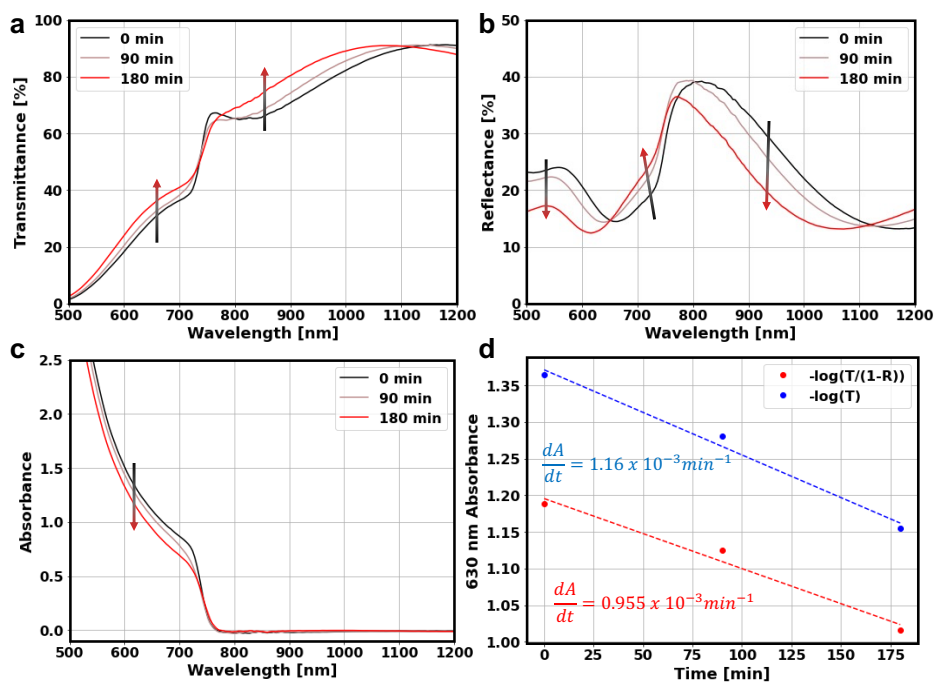 a
100
80
60
40
20
0
Transmittannce [%]
0 min
90 min
180 min
500 600 700 800 900 1000 1100 1200
Wavelength [nm]
b
50
40
30
20
10
0
Reflectance [%]
0 min
90 min
180 min
500 600 700 800 900 1000 1100 1200
Wavelength [nm]
c
2.5
2.0
1.5
1.0
0.5
0.0
Absorbance
0 min
90 min
180 min
500 600 700 800 900 1000 1100 1200
Wavelength [nm]
d
1.35
1.30
1.25
1.20
1.15
1.10
1.05
1.00
630 nm Absorbance
-log(T/(1-R))
-log(T)
dA/dt = 1.16 x 10⁻³min⁻¹
dA/dt = 0.955 x 10⁻³min⁻¹
0 25 50 75 100 125 150 175
Time [min]